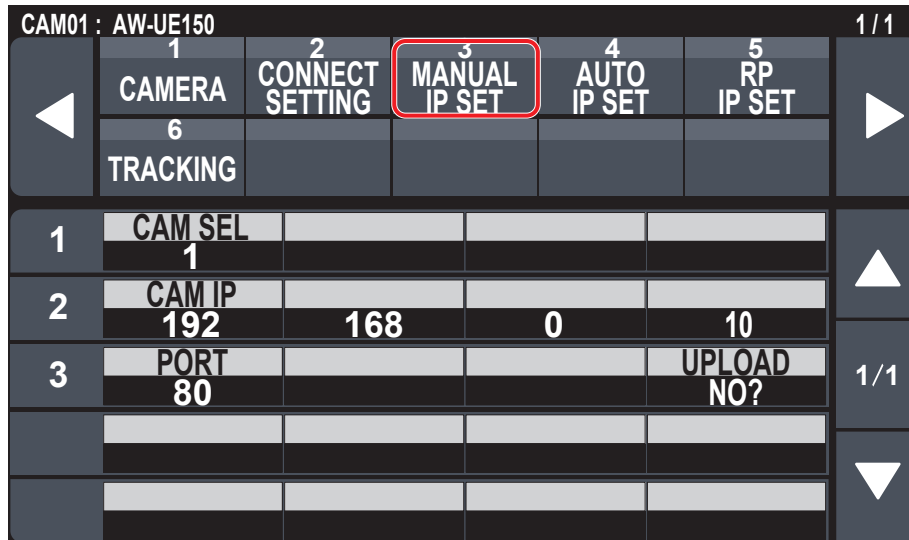 CAM01 : AW-UE150 1 / 1
1 2 3 4 5
CAMERA CONNECT SETTING MANUAL IP SET AUTO IP SET RP IP SET
6
TRACKING
1 CAM SEL
1
2 CAM IP
192 168 0 10
3 PORT UPLOAD
80 NO?
1/1